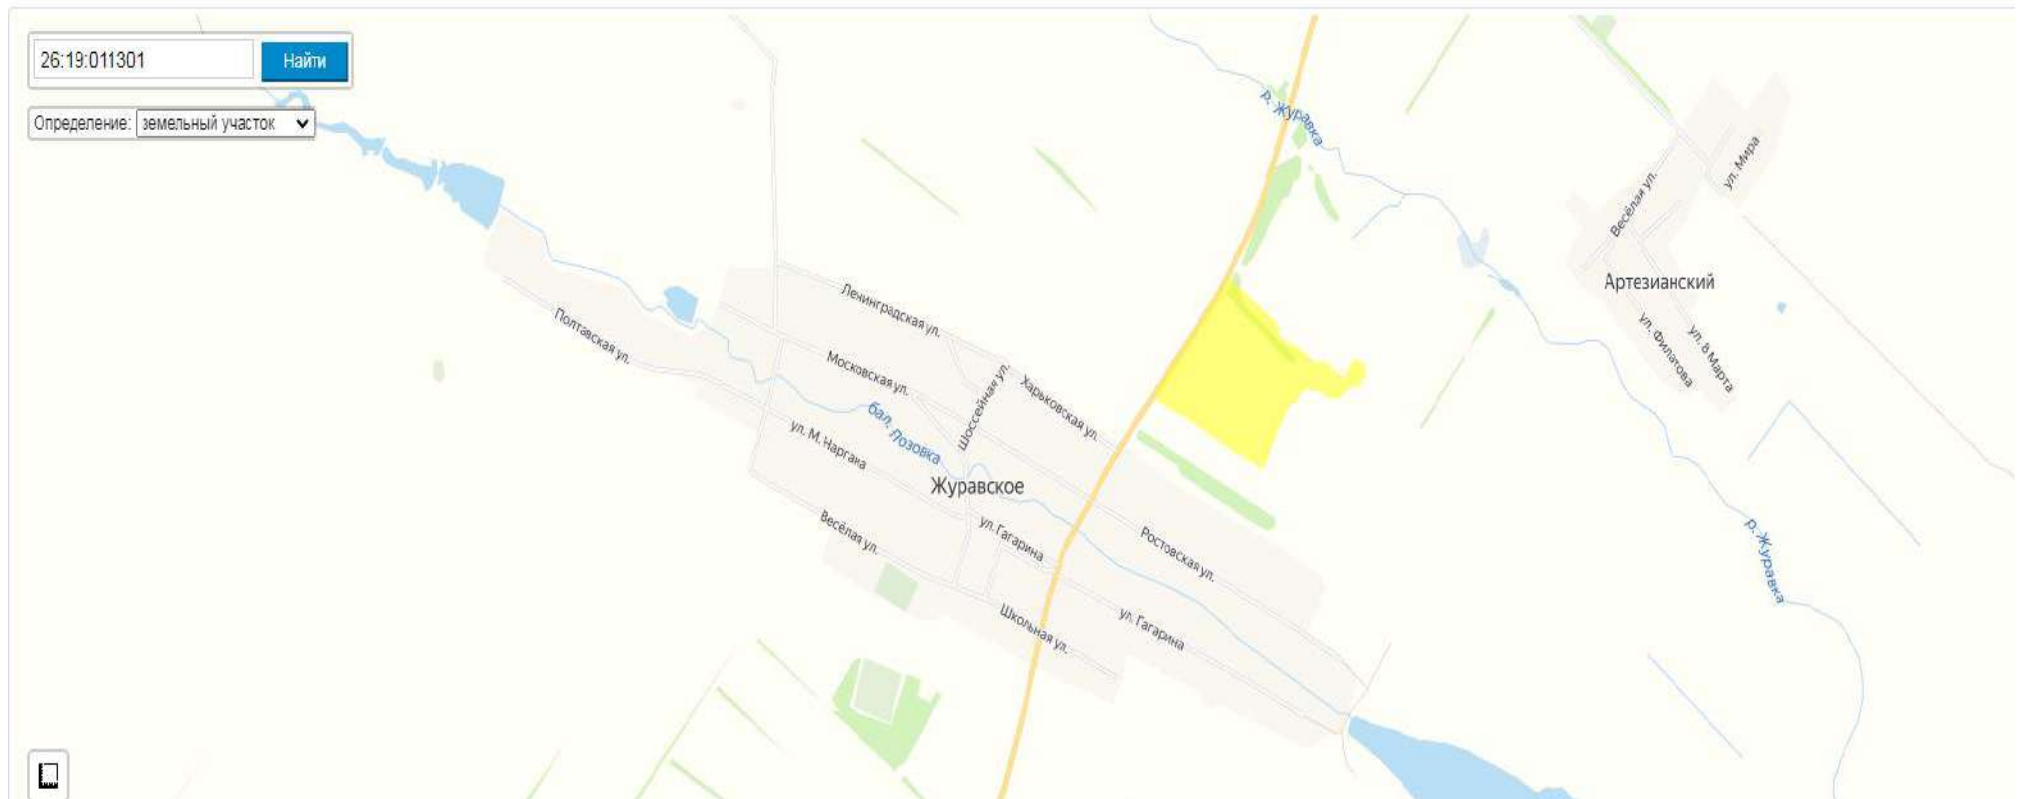 26:19:011301
Найти
Определение: земельный участок
р. Журавка
ул. Мира
Весёлая ул.
Артезианский
ул. Филатова
ул. 8 Марта
Ленинградская ул.
Полтавская ул.
Московская ул.
Шоссейная ул.
Харьковская ул.
бал. Лозовка
ул. М. Наргана
Журавское
Весёлая ул.
ул. Гагарина
Ростовская ул.
р. Журавка
Школьная ул.
ул. Гагарина